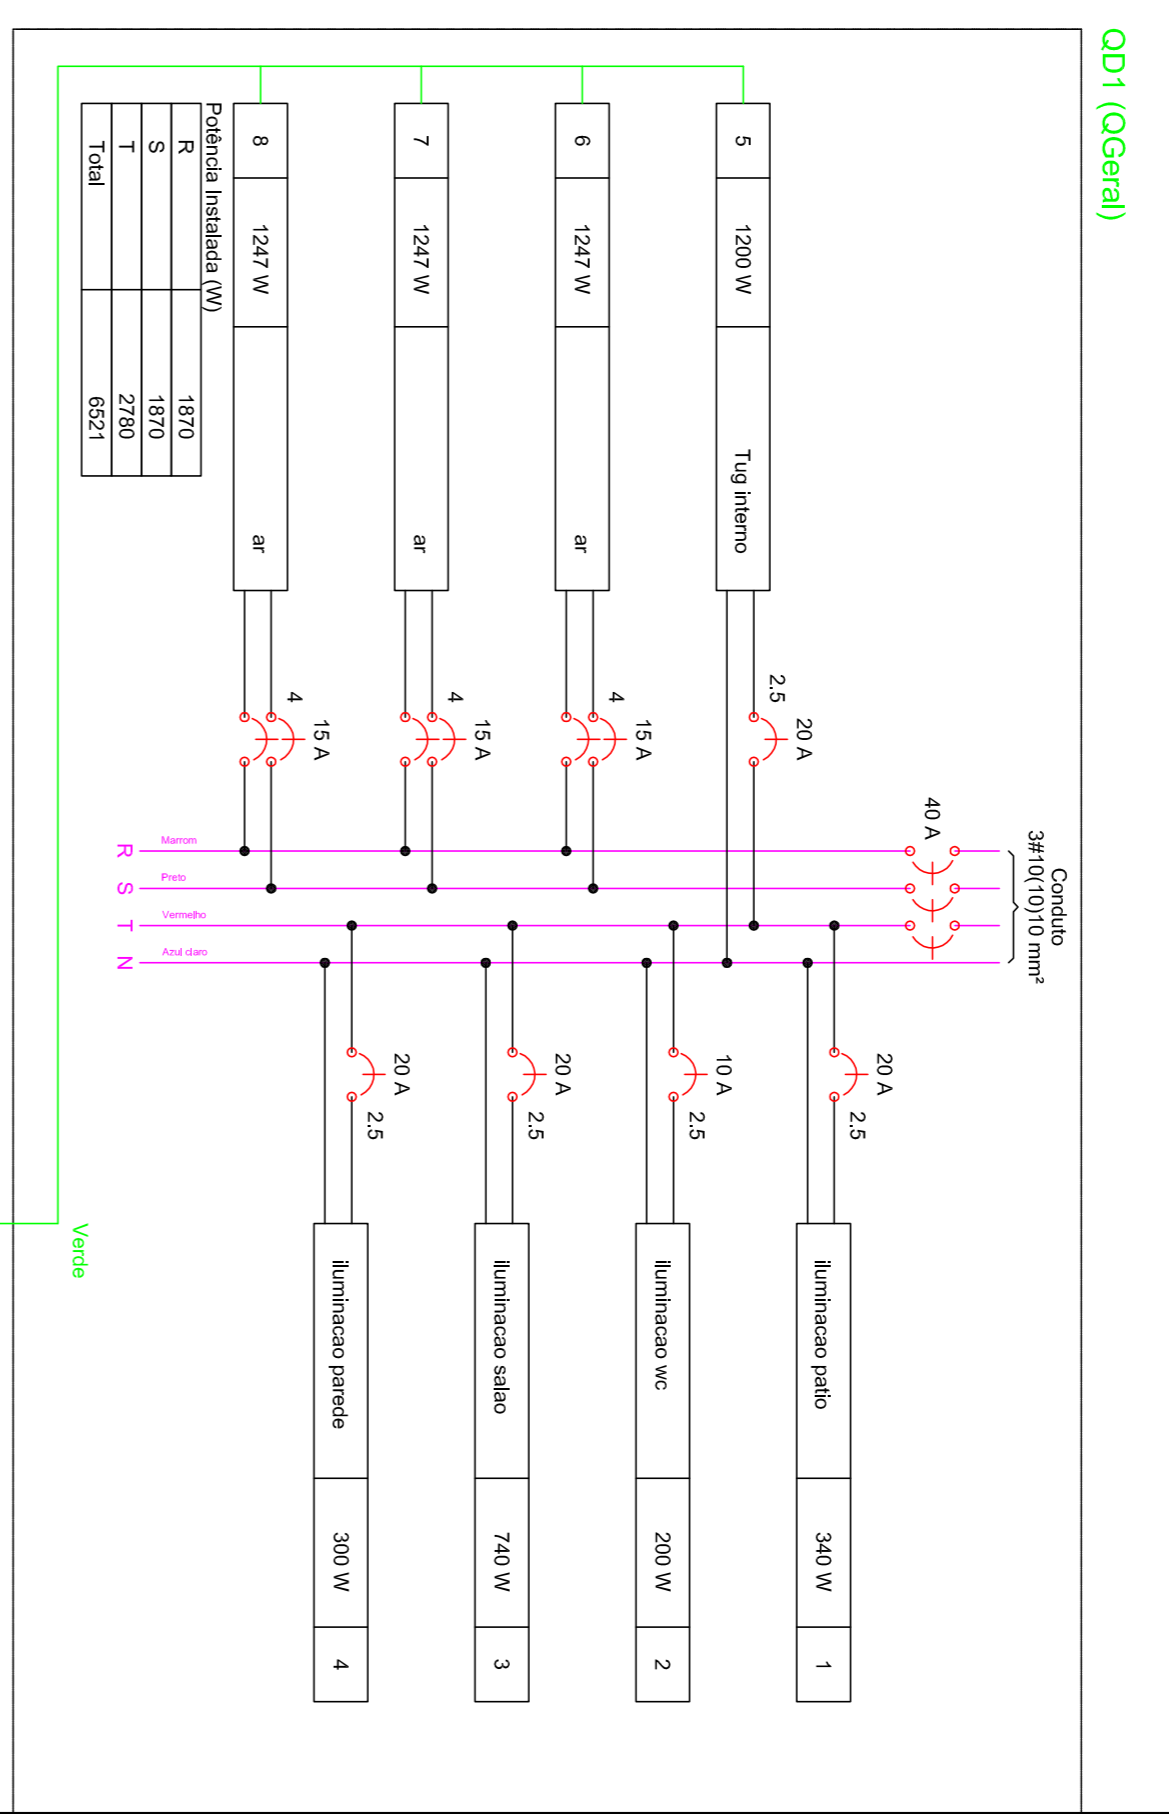 QD1 (QGeral)
Conduto
3#10(10)10 mm²
40 A
5
1200 W
Tug interno
2.5
20 A
6
1247 W
ar
4
15 A
7
1247 W
ar
4
15 A
8
1247 W
ar
4
15 A
Potência Instalada (W)
R 1870
S 1870
T 2780
Total 6521
R Marrom
S Preto
T Vermelho
N Azul claro
20 A
2.5
iluminacao patio
340 W
1
10 A
2.5
iluminacao wc
200 W
2
20 A
2.5
iluminacao salao
740 W
3
20 A
2.5
iluminacao parede
300 W
4
Verde